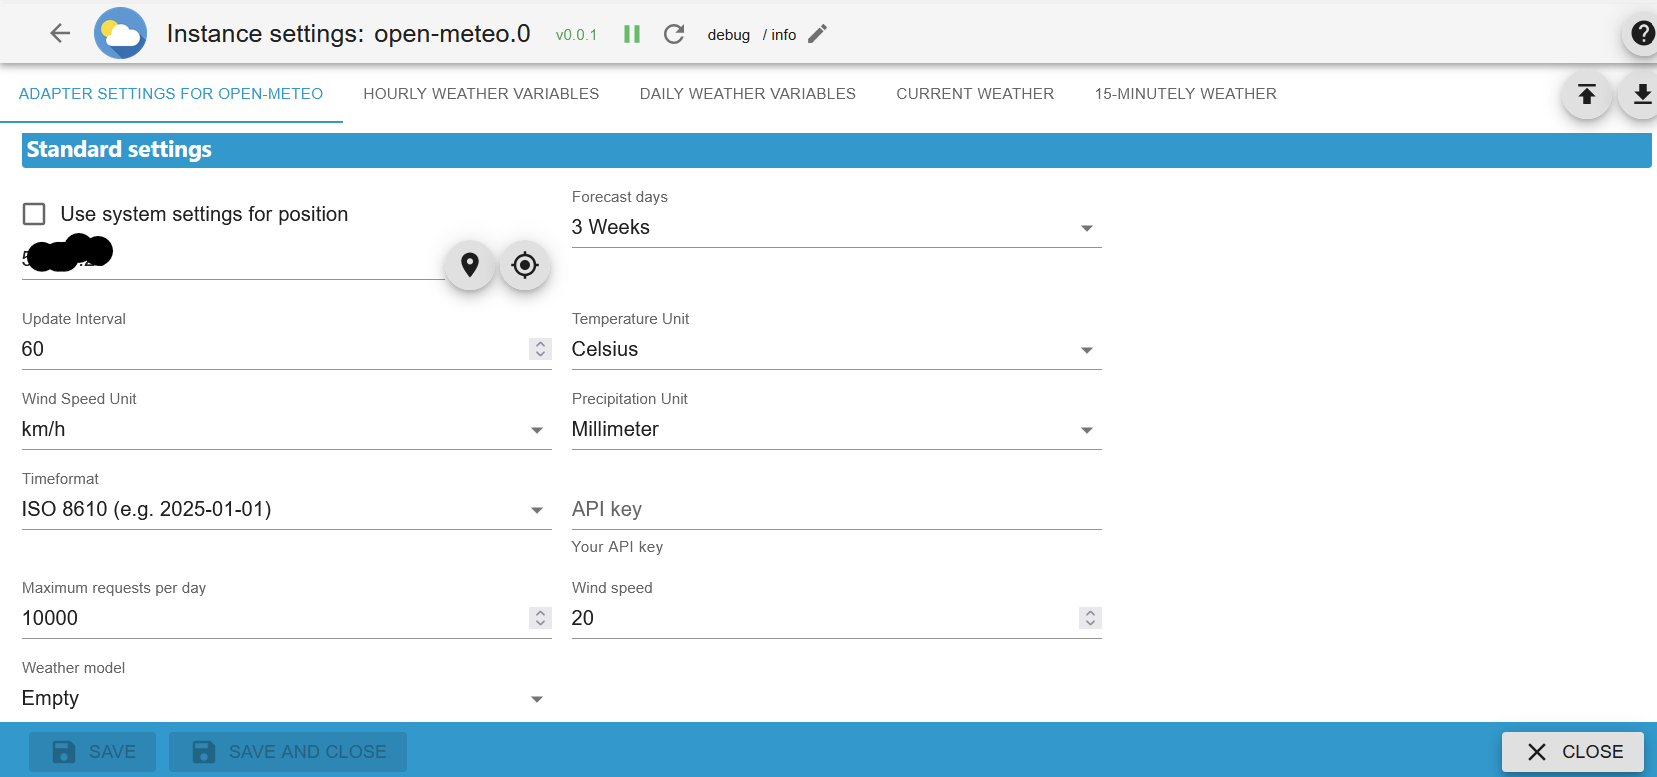 Instance settings: open-meteo.0 v0.0.1 debug / info
ADAPTER SETTINGS FOR OPEN-METEO HOURLY WEATHER VARIABLES DAILY WEATHER VARIABLES CURRENT WEATHER 15-MINUTELY WEATHER
Standard settings
Use system settings for position
Forecast days
3 Weeks
Update Interval
60
Temperature Unit
Celsius
Wind Speed Unit
km/h
Precipitation Unit
Millimeter
Timeformat
ISO 8610 (e.g. 2025-01-01)
API key
Your API key
Maximum requests per day
10000
Wind speed
20
Weather model
Empty
SAVE SAVE AND CLOSE CLOSE